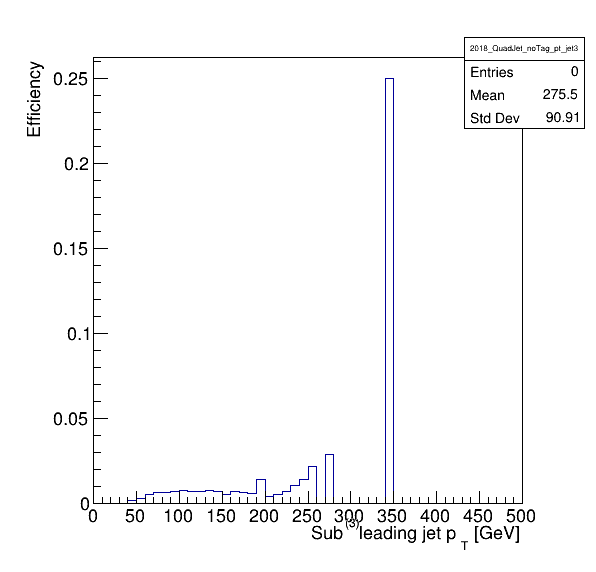 2018_QuadJet_noTag_pt_jet3
Entries 0
Mean 275.5
Std Dev 90.91
Efficiency
0.25
0.2
0.15
0.1
0.05
0
0 50 100 150 200 250 300 350 400 450 500
Sub(3)leading jet p T [GeV]